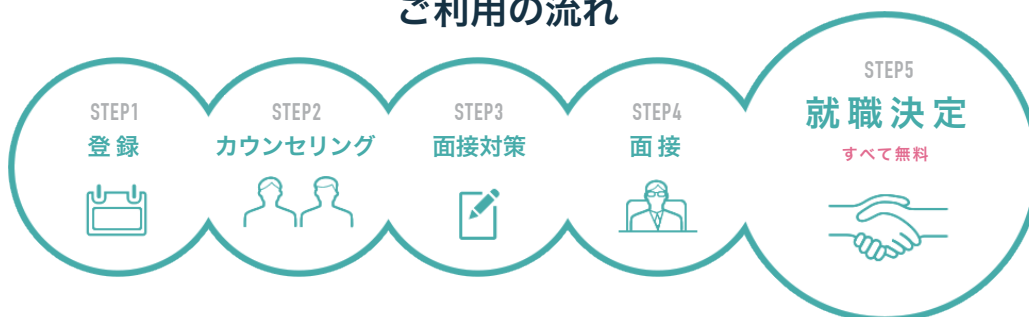 ご利用の流れ
STEP1
登録
STEP2
カウンセリング
STEP3
面接対策
STEP4
面接
STEP5
就職決定
すべて無料